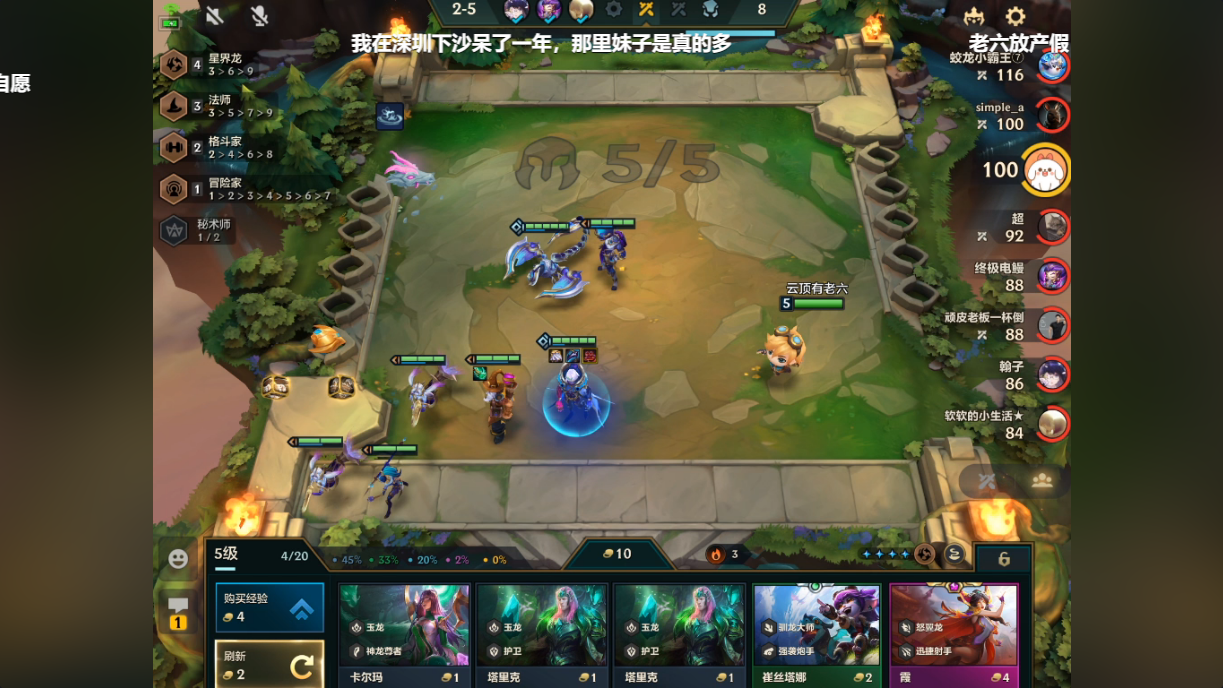 2-5
8
我在深圳下沙呆了一年，那里妹子是真的多
老六放产假
自愿
4 星界龙
3 > 6 > 9
3 法师
3 > 5 > 7 > 9
2 格斗家
2 > 4 > 6 > 8
1 冒险家
1 > 2 > 3 > 4 > 5 > 6 > 7
秘术师
1 / 2
5/5
蛟龙小霸王⑦
116
simple_a
100
100
超
92
终极电鳗
88
顽皮老板一杯倒
88
翰子
86
软软的小生活★
84
云顶有老六
5
5级
4/20
45%
33%
20%
2%
0%
10
3
6
购买经验
4
刷新
2
1
玉龙
神龙尊者
卡尔玛
1
玉龙
护卫
塔里克
1
玉龙
护卫
塔里克
1
驯龙大师
强袭炮手
崔丝塔娜
2
怒翼龙
迅捷射手
霞
4